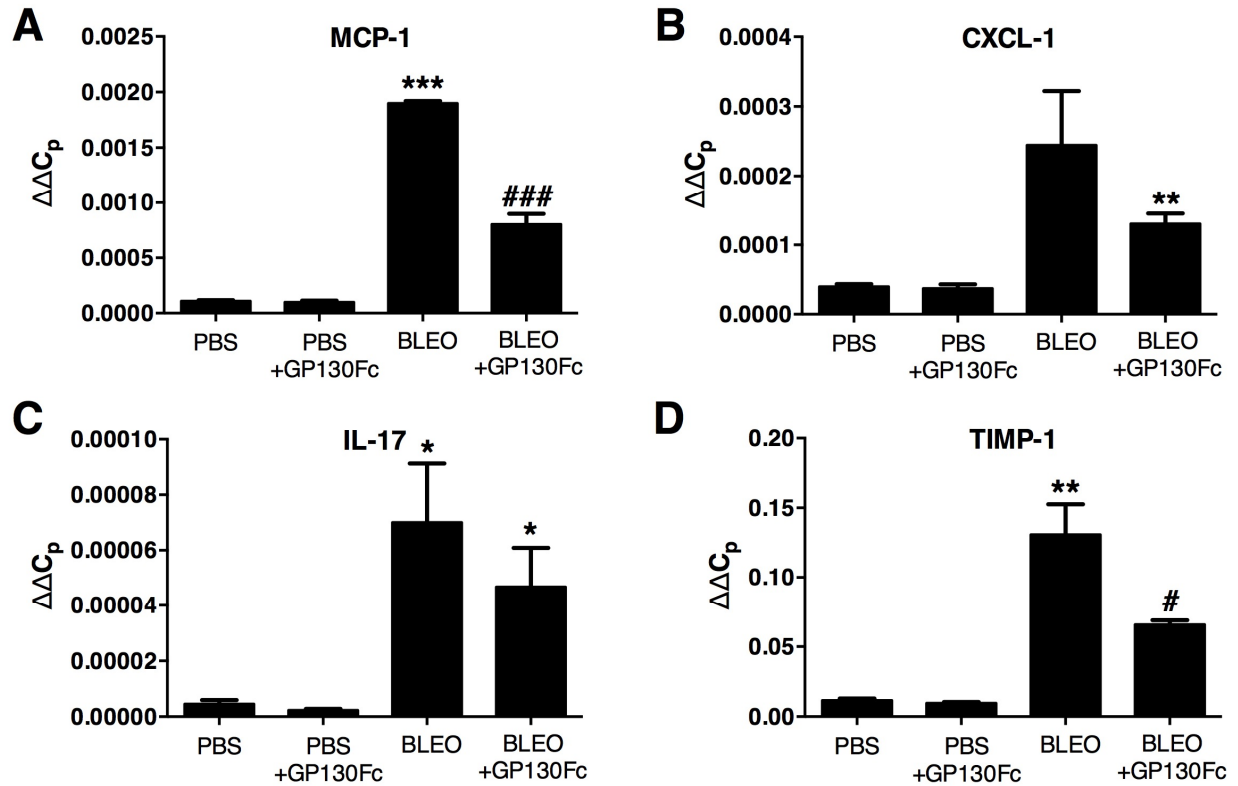 A
MCP-1
ΔΔCp
0.0025
0.0020
0.0015
0.0010
0.0005
0.0000
***
###
PBS
PBS
+GP130Fc
BLEO
BLEO
+GP130Fc
B
CXCL-1
ΔΔCp
0.0004
0.0003
0.0002
0.0001
0.0000
**
PBS
PBS
+GP130Fc
BLEO
BLEO
+GP130Fc
C
IL-17
ΔΔCp
0.00010
0.00008
0.00006
0.00004
0.00002
0.00000
*
*
PBS
PBS
+GP130Fc
BLEO
BLEO
+GP130Fc
D
TIMP-1
ΔΔCp
0.20
0.15
0.10
0.05
0.00
**
#
PBS
PBS
+GP130Fc
BLEO
BLEO
+GP130Fc